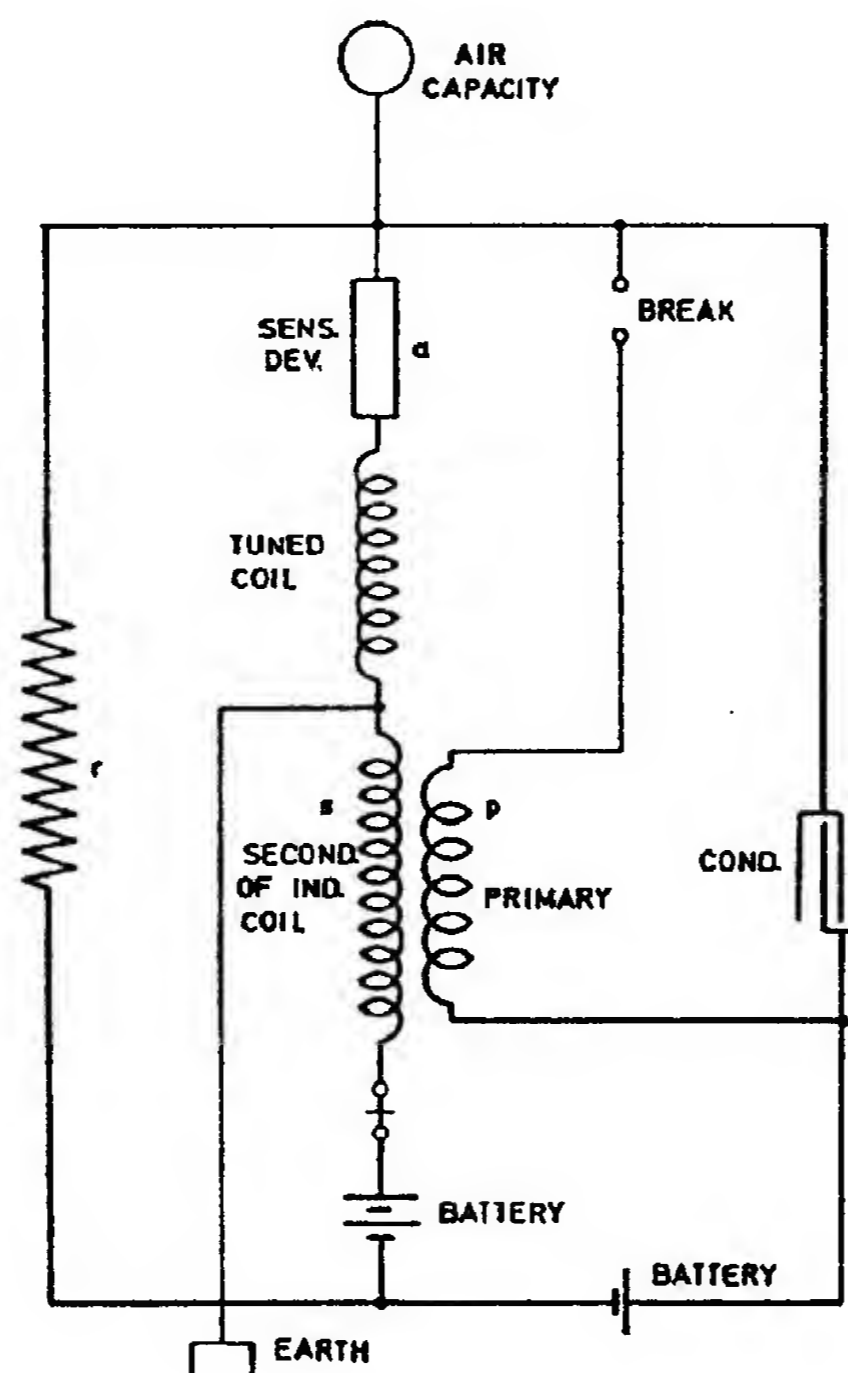 AIR
CAPACITY
SENS.
DEV.
d
BREAK
TUNED
COIL
r
s
p
SECOND.
OF IND.
COIL
PRIMARY
COND.
BATTERY
BATTERY
EARTH